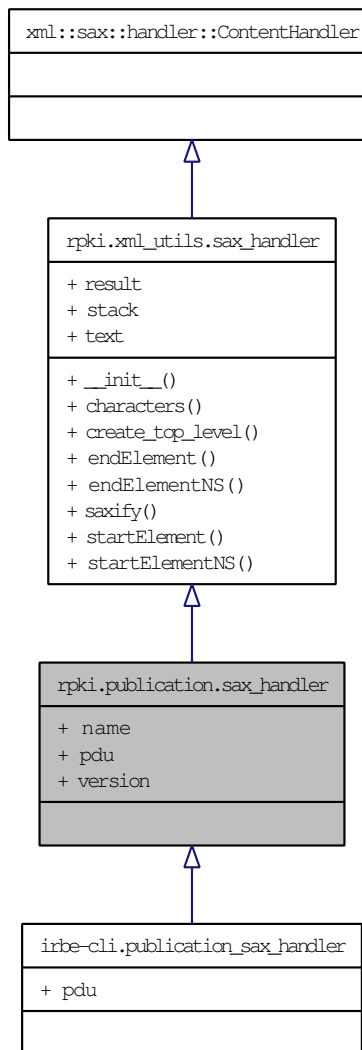 xml::sax::handler::ContentHandler
rpki.xml_utils.sax_handler
+ result
+ stack
+ text
+ __init__()
+ characters()
+ create_top_level()
+ endElement()
+ endElementNS()
+ saxify()
+ startElement()
+ startElementNS()
rpki.publication.sax_handler
+ name
+ pdu
+ version
irbe-cli.publication_sax_handler
+ pdu